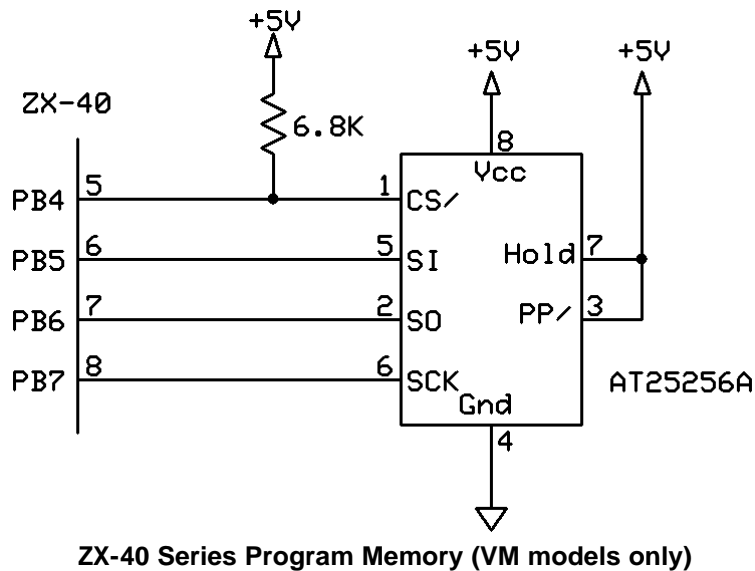 +5V
+5V
+5V
ZX-40
6.8K
8
Vcc
PB4 5 1 CS/
PB5 6 5 SI
Hold 7
PB6 7 2 SO
PP/ 3
PB7 8 6 SCK
AT25256A
Gnd
4
ZX-40 Series Program Memory (VM models only)